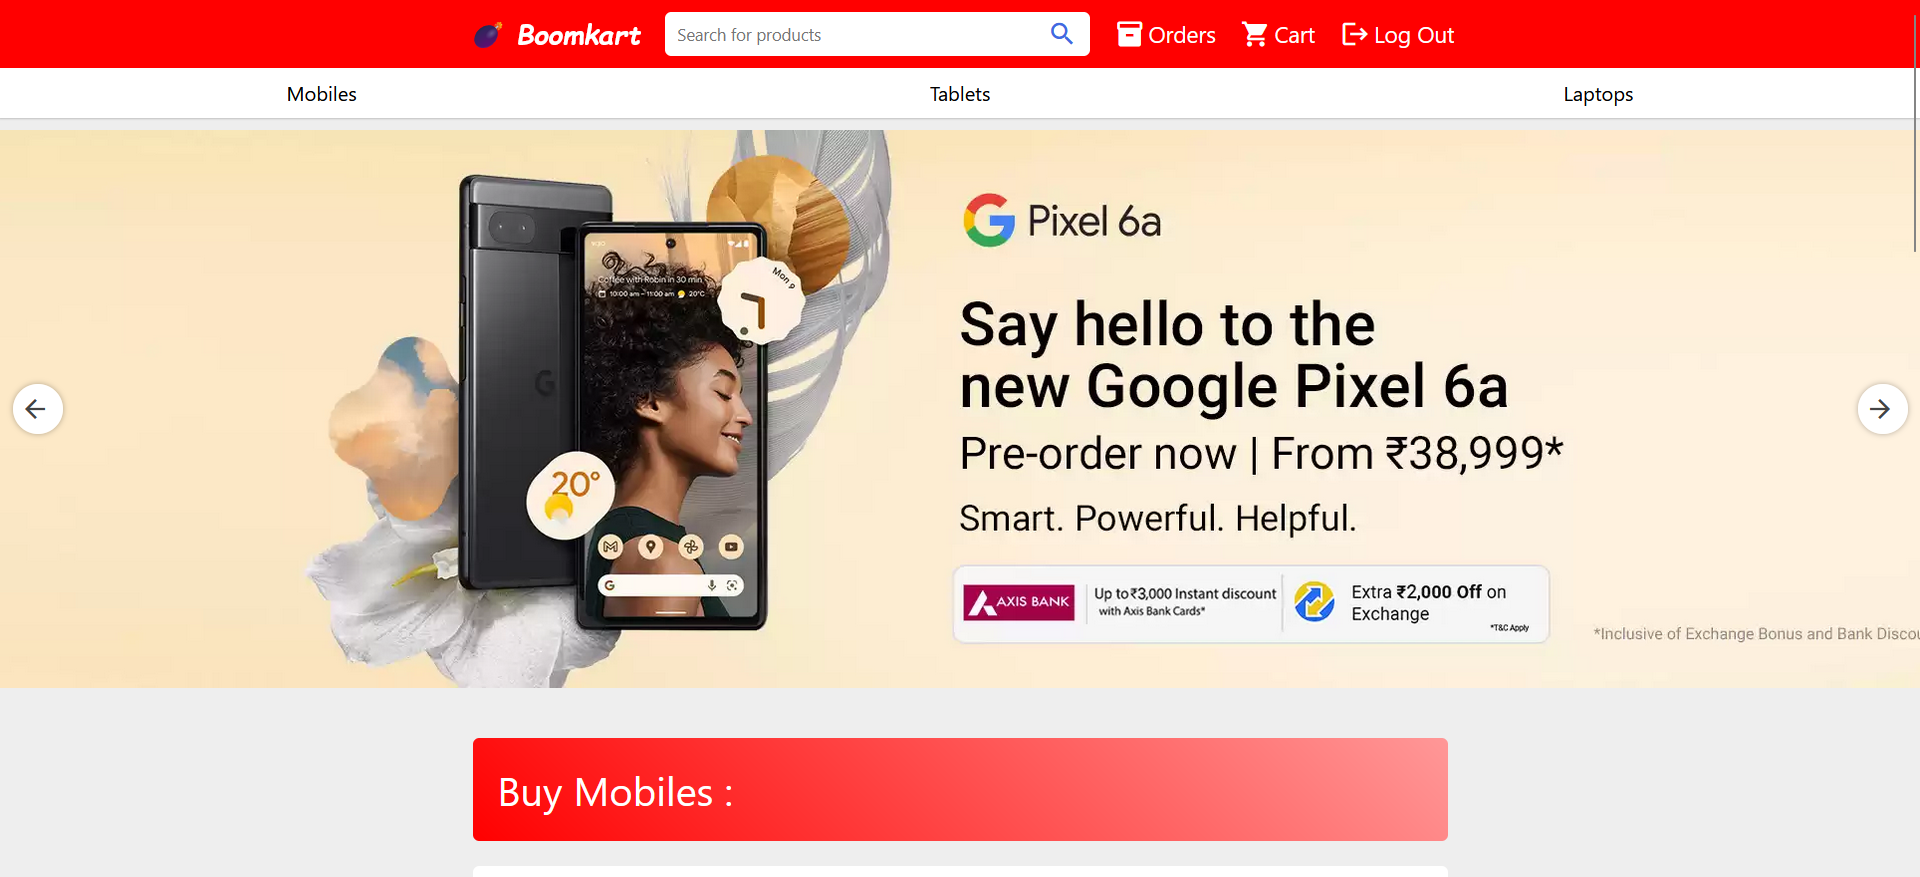 Boomkart
Search for products
Orders
Cart
Log Out
Mobiles
Tablets
Laptops
Pixel 6a
Say hello to the
new Google Pixel 6a
Pre-order now | From ₹38,999*
Smart. Powerful. Helpful.
AXIS BANK
Up to ₹3,000 Instant discount
with Axis Bank Cards*
Extra ₹2,000 Off on
Exchange
*T&C Apply
*Inclusive of Exchange Bonus and Bank Discou
Coffee with Robin in 30 min
10:00 am - 11:00 am 20°C
Mon 9
20°
G
Buy Mobiles :